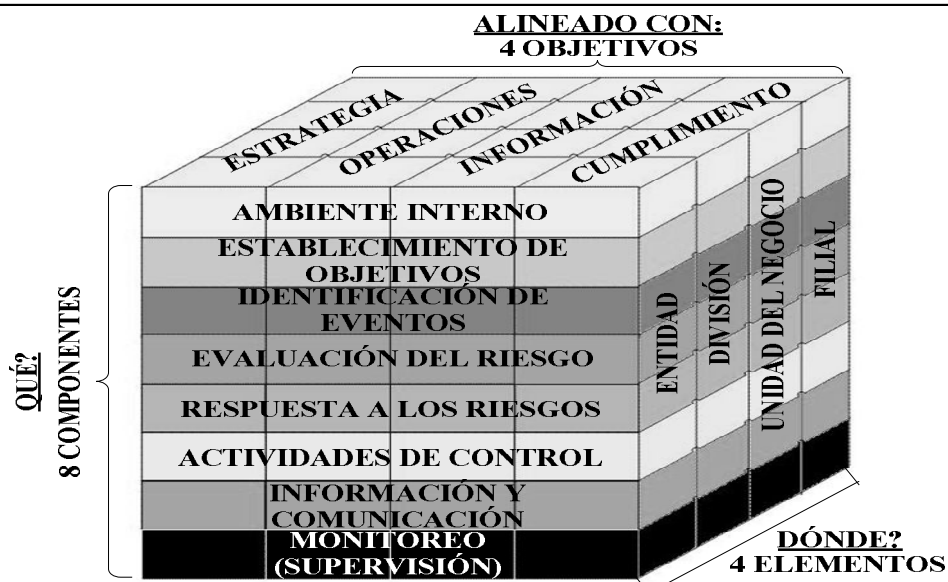 ALINEADO CON:
4 OBJETIVOS
ESTRATEGIA
OPERACIONES
INFORMACIÓN
CUMPLIMIENTO
QUÉ?
8 COMPONENTES
AMBIENTE INTERNO
ESTABLECIMIENTO DE
OBJETIVOS
IDENTIFICACIÓN DE
EVENTOS
EVALUACIÓN DEL RIESGO
RESPUESTA A LOS RIESGOS
ACTIVIDADES DE CONTROL
INFORMACIÓN Y
COMUNICACIÓN
MONITOREO
(SUPERVISIÓN)
ENTIDAD
DIVISIÓN
UNIDAD DEL NEGOCIO
FILIAL
DÓNDE?
4 ELEMENTOS